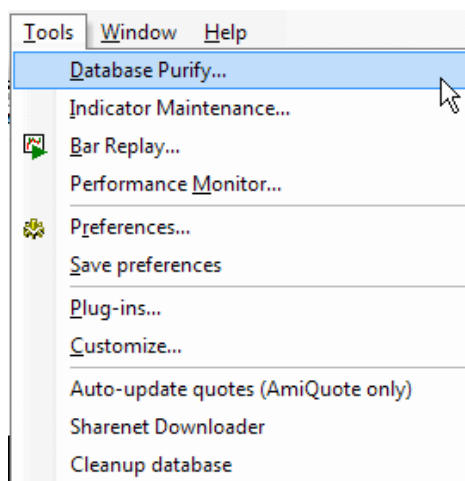 Tools Window Help
Database Purify...
Indicator Maintenance...
Bar Replay...
Performance Monitor...
Preferences...
Save preferences
Plug-ins...
Customize...
Auto-update quotes (AmiQuote only)
Sharenet Downloader
Cleanup database